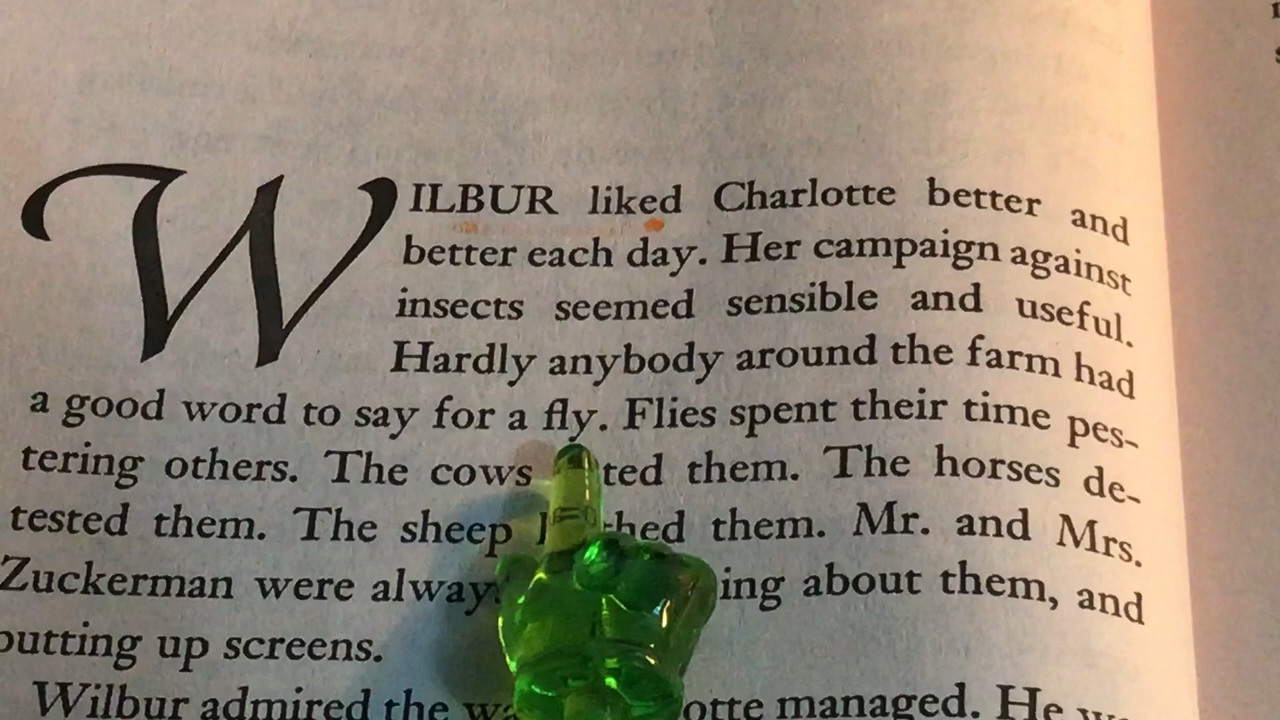 WILBUR liked Charlotte better and
better each day. Her campaign against
insects seemed sensible and useful.
Hardly anybody around the farm had
a good word to say for a fly. Flies spent their time pes-
tering others. The cows ted them. The horses de-
tested them. The sheep them. Mr. and Mrs.
Zuckerman were ing about them, and
putting up screens.
Wilbur admired the otte managed. He